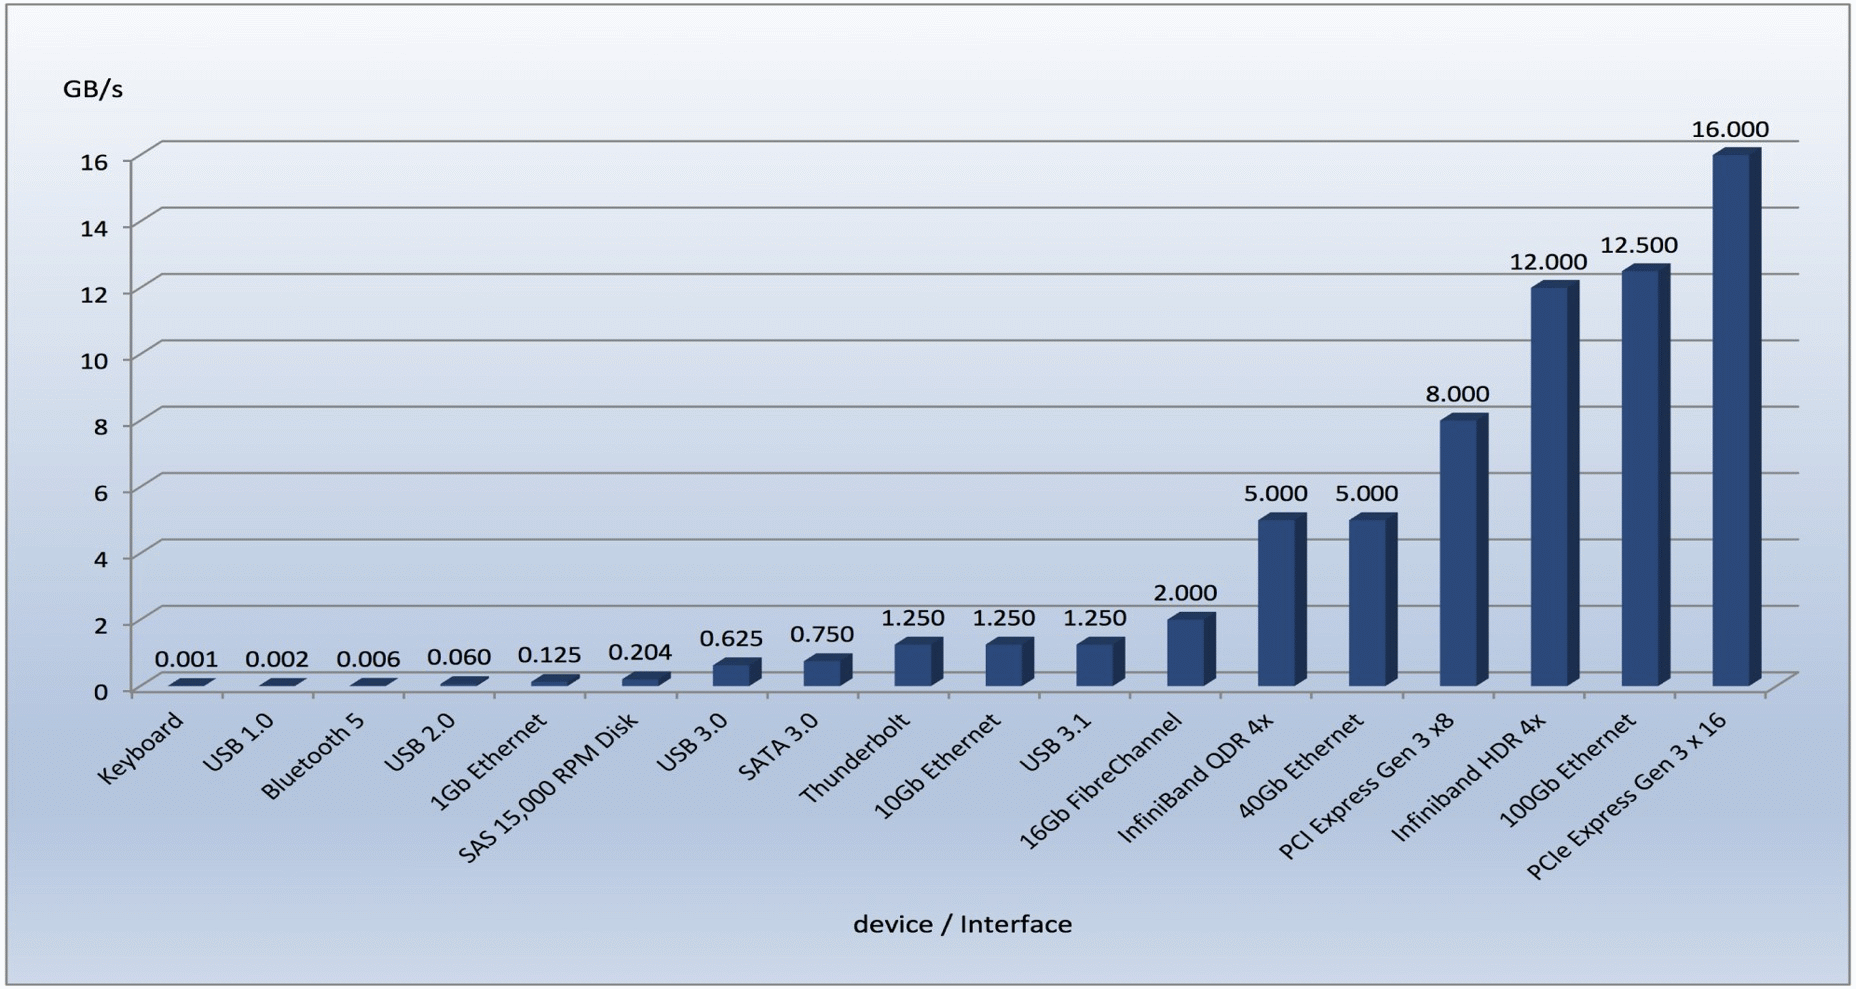 GB/s
16
14
12
10
8
6
4
2
0
0.001
0.002
0.006
0.060
0.125
0.204
0.625
0.750
1.250
1.250
1.250
2.000
5.000
5.000
8.000
12.000
12.500
16.000
Keyboard
USB 1.0
Bluetooth 5
USB 2.0
1Gb Ethernet
SAS 15,000 RPM Disk
USB 3.0
SATA 3.0
Thunderbolt
10Gb Ethernet
USB 3.1
16Gb FibreChannel
InfiniBand QDR 4x
40Gb Ethernet
PCI Express Gen 3 x8
Infiniband HDR 4x
100Gb Ethernet
PCIe Express Gen 3 x 16
device / Interface